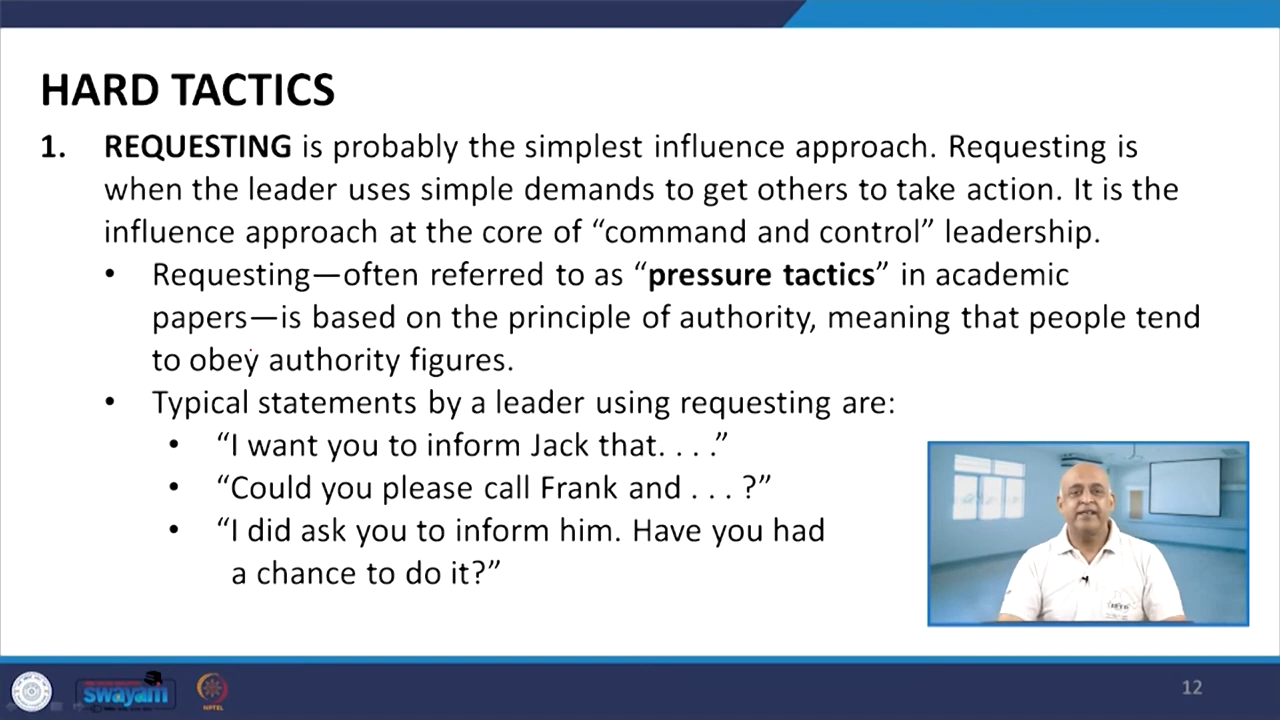 HARD TACTICS
1. REQUESTING is probably the simplest influence approach. Requesting is
when the leader uses simple demands to get others to take action. It is the
influence approach at the core of “command and control” leadership.
• Requesting—often referred to as “pressure tactics” in academic
papers—is based on the principle of authority, meaning that people tend
to obey authority figures.
• Typical statements by a leader using requesting are:
• “I want you to inform Jack that. . . .”
• “Could you please call Frank and . . . ?”
• “I did ask you to inform him. Have you had
a chance to do it?”
swayam
NPTEL
12